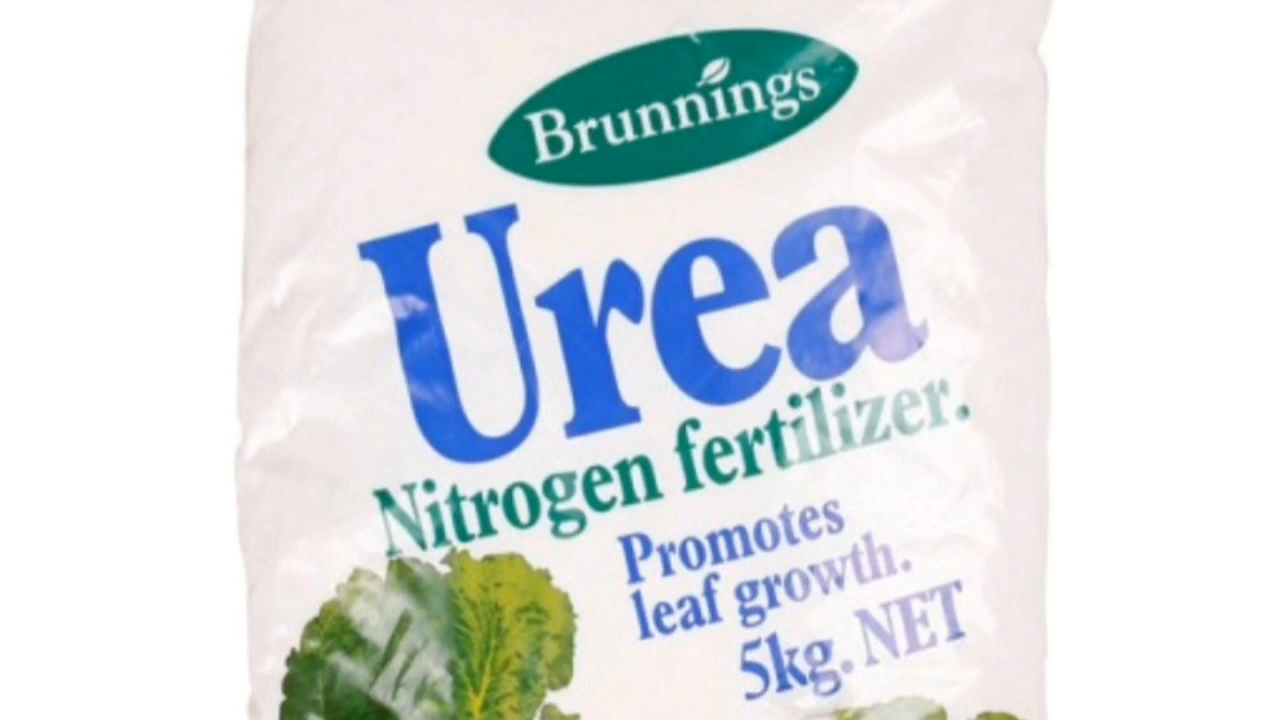 Brunnings
Urea
Nitrogen fertilizer.
Promotes
leaf growth.
5kg. NET